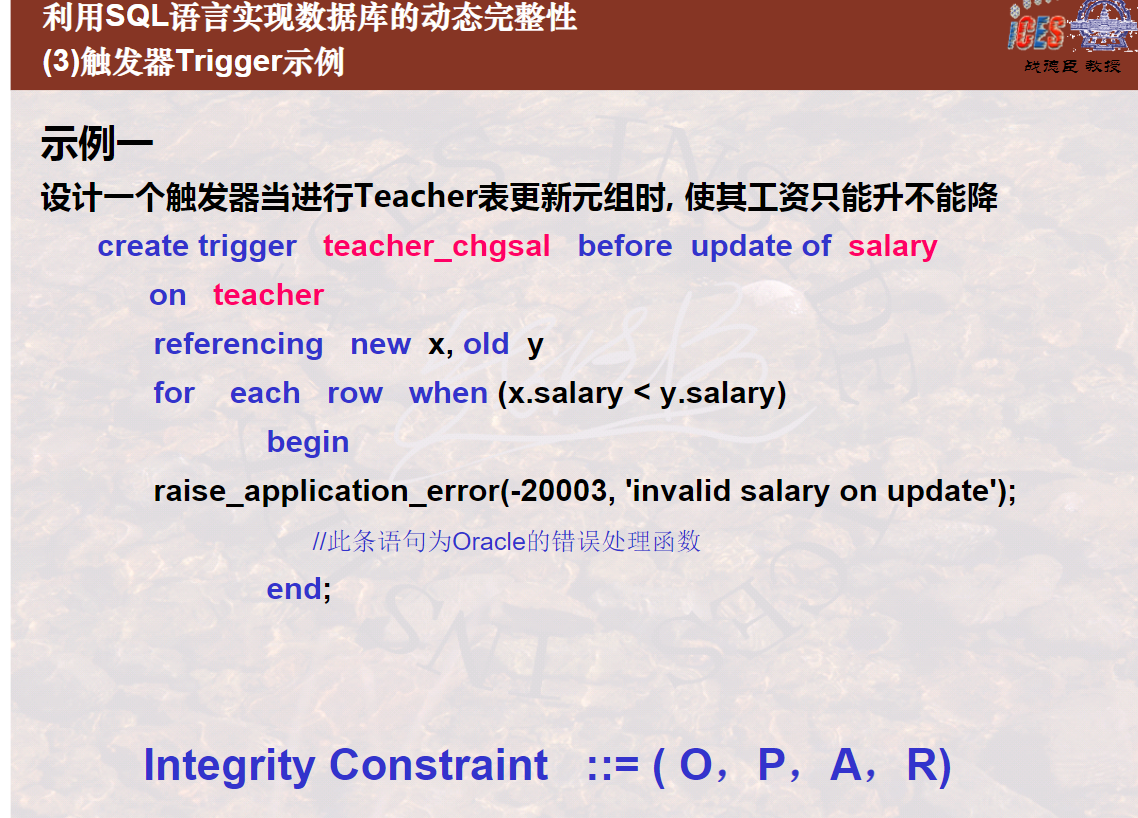 利用SQL语言实现数据库的动态完整性
(3)触发器Trigger示例
iCES
战德臣 教授
示例一
设计一个触发器当进行Teacher表更新元组时, 使其工资只能升不能降
create trigger teacher_chgsal before update of salary
on teacher
referencing new x, old y
for each row when (x.salary < y.salary)
begin
raise_application_error(-20003, 'invalid salary on update');
//此条语句为Oracle的错误处理函数
end;
Integrity Constraint ::= ( O，P，A，R)